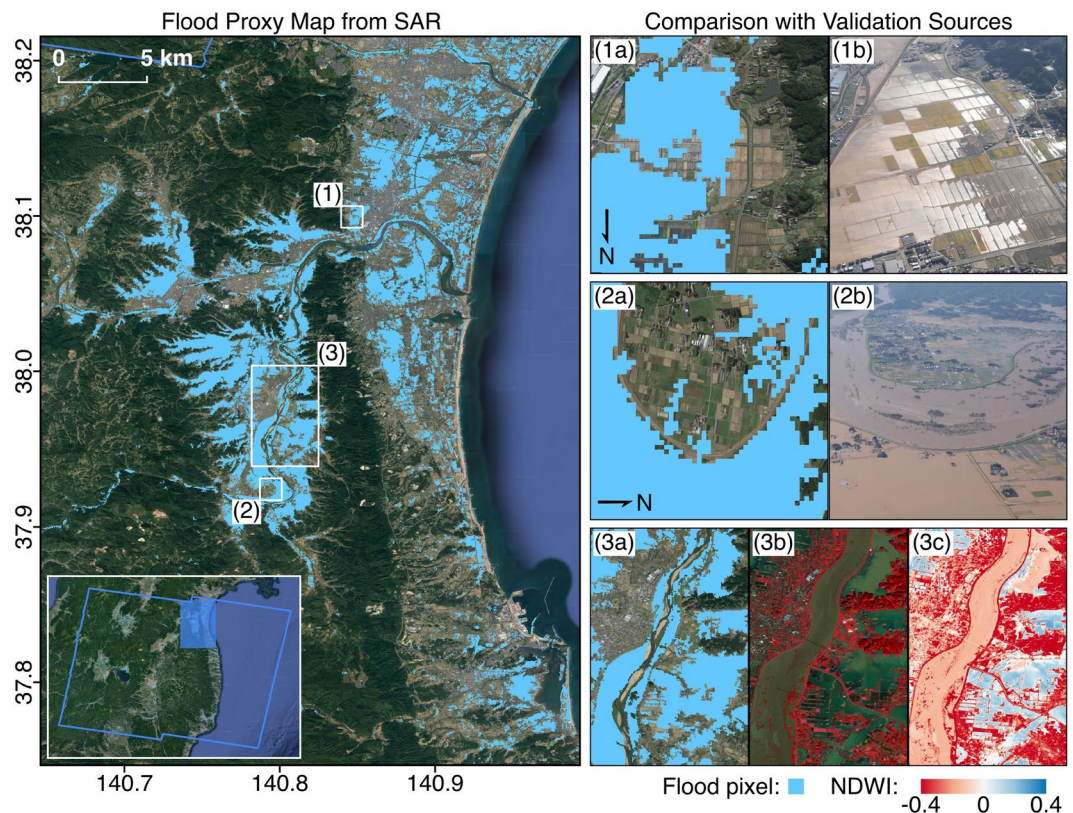 Flood Proxy Map from SAR
Comparison with Validation Sources
38.2
38.1
38.0
37.9
37.8
0 5 km
(1)
(3)
(2)
140.7 140.8 140.9
(1a) (1b)
N
(2a) (2b)
N
(3a) (3b) (3c)
Flood pixel: NDWI:
-0.4 0 0.4